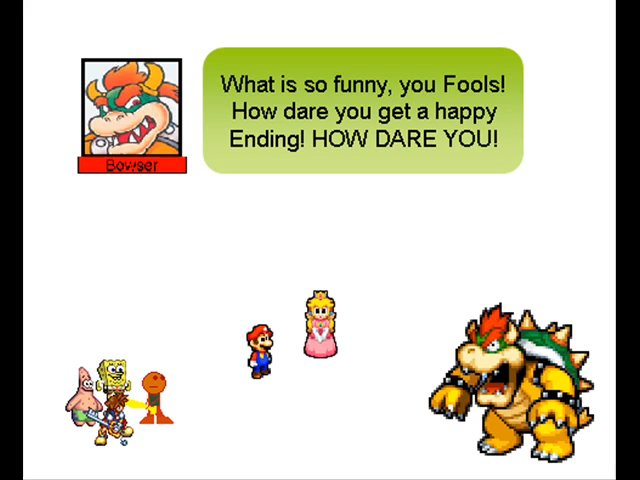 What is so funny, you Fools!
How dare you get a happy
Ending! HOW DARE YOU!
Bowser